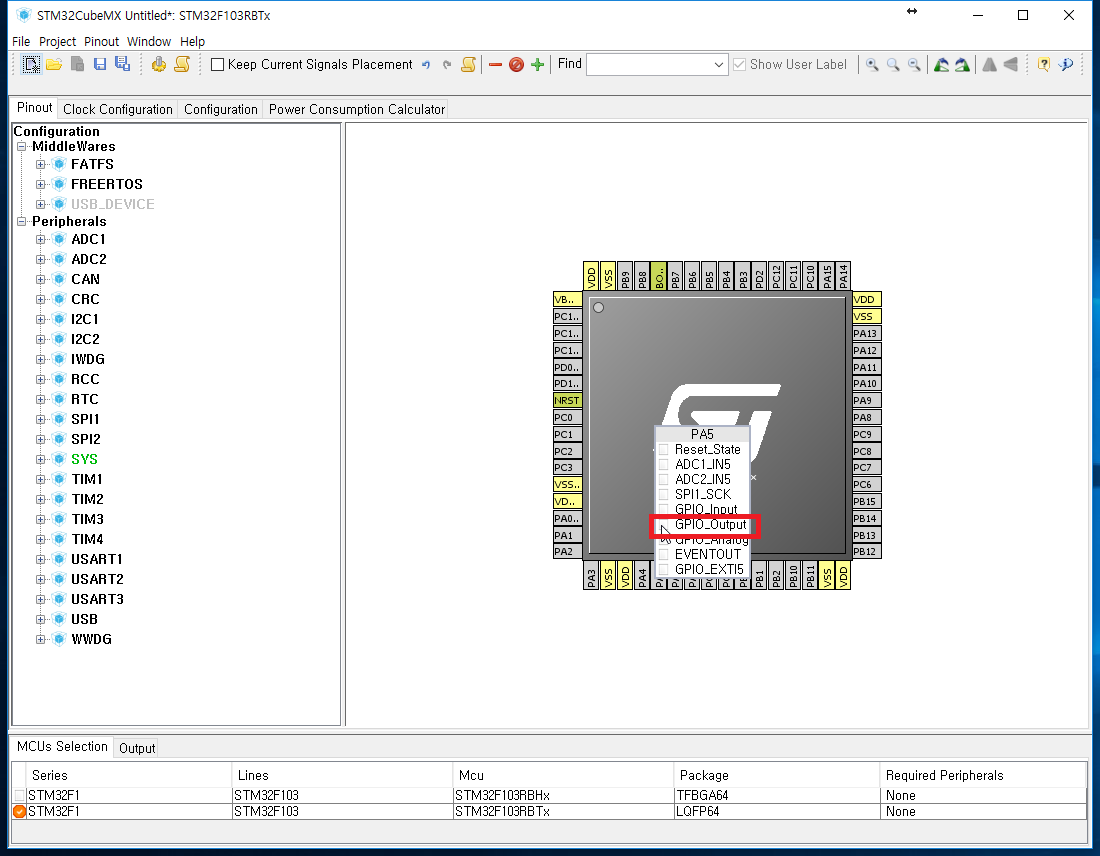 STM32CubeMX Untitled*: STM32F103RBTx
File Project Pinout Window Help
Keep Current Signals Placement Find Show User Label
Pinout Clock Configuration Configuration Power Consumption Calculator
Configuration
MiddleWares
FATFS
FREERTOS
USB_DEVICE
Peripherals
ADC1
ADC2
CAN
CRC
I2C1
I2C2
IWDG
RCC
RTC
SPI1
SPI2
SYS
TIM1
TIM2
TIM3
TIM4
USART1
USART2
USART3
USB
WWDG
VDD VSS PB9 PB8 BO.. PB7 PB6 PB5 PB4 PB3 PD2 PC12 PC11 PC10 PA15 PA14
VB..
PC1..
PC1..
PC1..
PD0..
PD1..
NRST
PC0
PC1
PC2
PC3
VSS..
VD..
PA0..
PA1
PA2
VDD
VSS
PA13
PA12
PA11
PA10
PA9
PA8
PC9
PC8
PC7
PC6
PB15
PB14
PB13
PB12
PA5
Reset_State
ADC1_IN5
ADC2_IN5
SPI1_SCK
GPIO_Input
GPIO_Output
GPIO_Analog
EVENTOUT
GPIO_EXTI5
PA3 VSS VDD PA4 PB1 PB2 PB10 PB11 VSS VDD
MCUs Selection Output
Series Lines Mcu Package Required Peripherals
STM32F1 STM32F103 STM32F103RBHx TFBGA64 None
STM32F1 STM32F103 STM32F103RBTx LQFP64 None